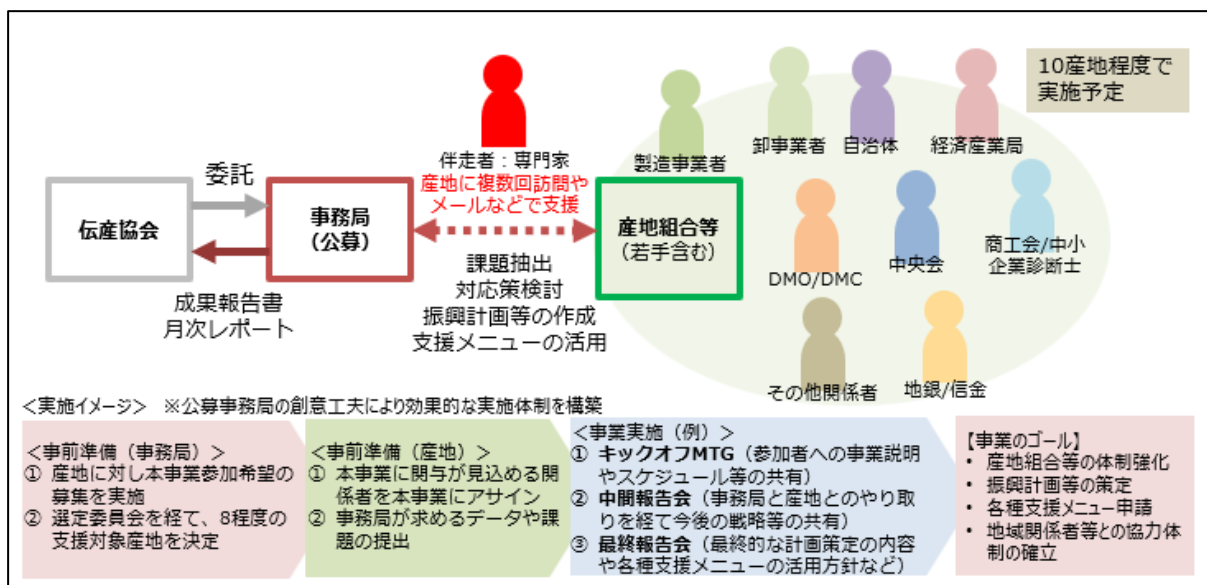 10産地程度で
実施予定
伴走者：専門家
産地に複数回訪問や
メールなどで支援
製造事業者
卸事業者
自治体
経済産業局
委託
伝産協会
事務局
（公募）
産地組合等
（若手含む）
DMO/DMC
中央会
商工会/中小
企業診断士
成果報告書
月次レポート
課題抽出
対応策検討
振興計画等の作成
支援メニューの活用
その他関係者
地銀/信金
＜実施イメージ＞ ※公募事務局の創意工夫により効果的な実施体制を構築
＜事前準備（事務局）＞
① 産地に対し本事業参加希望の
募集を実施
② 選定委員会を経て、8程度の
支援対象産地を決定
＜事前準備（産地）＞
① 本事業に関与が見込める関
係者を本事業にアサイン
② 事務局が求めるデータや課
題の提出
＜事業実施（例）＞
① キックオフMTG（参加者への事業説明
やスケジュール等の共有）
② 中間報告会（事務局と産地とのやり取
りを経て今後の戦略等の共有）
③ 最終報告会（最終的な計画策定の内容
や各種支援メニューの活用方針など）
【事業のゴール】
• 産地組合等の体制強化
• 振興計画等の策定
• 各種支援メニュー申請
• 地域関係者等との協力体
制の確立